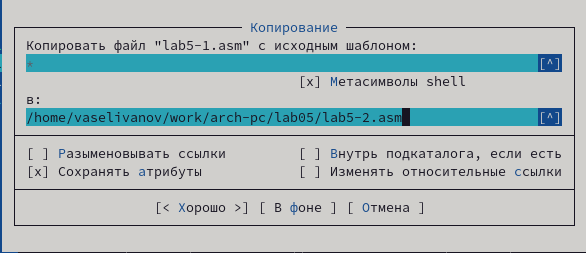 Копирование
Копировать файл "lab5-1.asm" с исходным шаблоном:
* [^]
[x] Метасимволы shell
в:
/home/vaselivanov/work/arch-pc/lab05/lab5-2.asm [^]
[ ] Разыменовывать ссылки [ ] Внутрь подкаталога, если есть
[x] Сохранять атрибуты [ ] Изменять относительные ссылки
[< Хорошо >] [ В фоне ] [ Отмена ]